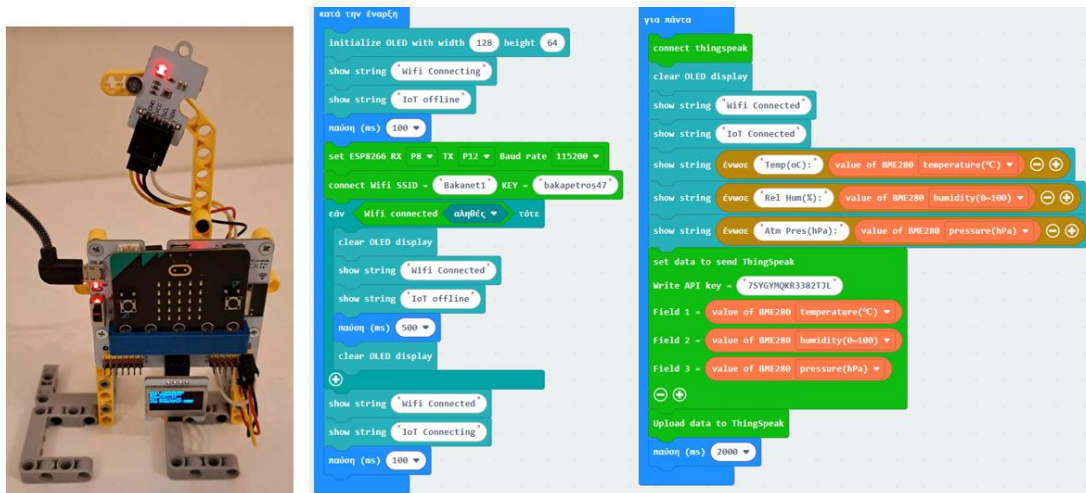 κατά την έναρξη
initialize OLED with width 128 height 64
show string "Wifi Connecting"
show string "IoT offline"
παύση (ms) 100
set ESP8266 RX P8 TX P12 Baud rate 115200
connect Wifi SSID = "Bakanet1" KEY = "bakapetros47"
εάν Wifi connected αληθές τότε
clear OLED display
show string "Wifi Connected"
show string "IoT offline"
παύση (ms) 500
clear OLED display
show string "Wifi Connected"
show string "IoT Connecting"
παύση (ms) 100
για πάντα
connect thingspeak
clear OLED display
show string "Wifi Connected"
show string "IoT Connected"
show string ένωσε "Temp(oC):" value of BME280 temperature(℃)
show string ένωσε "Rel Hum(%):" value of BME280 humidity(0~100)
show string ένωσε "Atm Pres(hPa):" value of BME280 pressure(hPa)
set data to send ThingSpeak
Write API key = "7SYGYMQKR3382TJL"
Field 1 = value of BME280 temperature(℃)
Field 2 = value of BME280 humidity(0~100)
Field 3 = value of BME280 pressure(hPa)
Upload data to ThingSpeak
παύση (ms) 2000